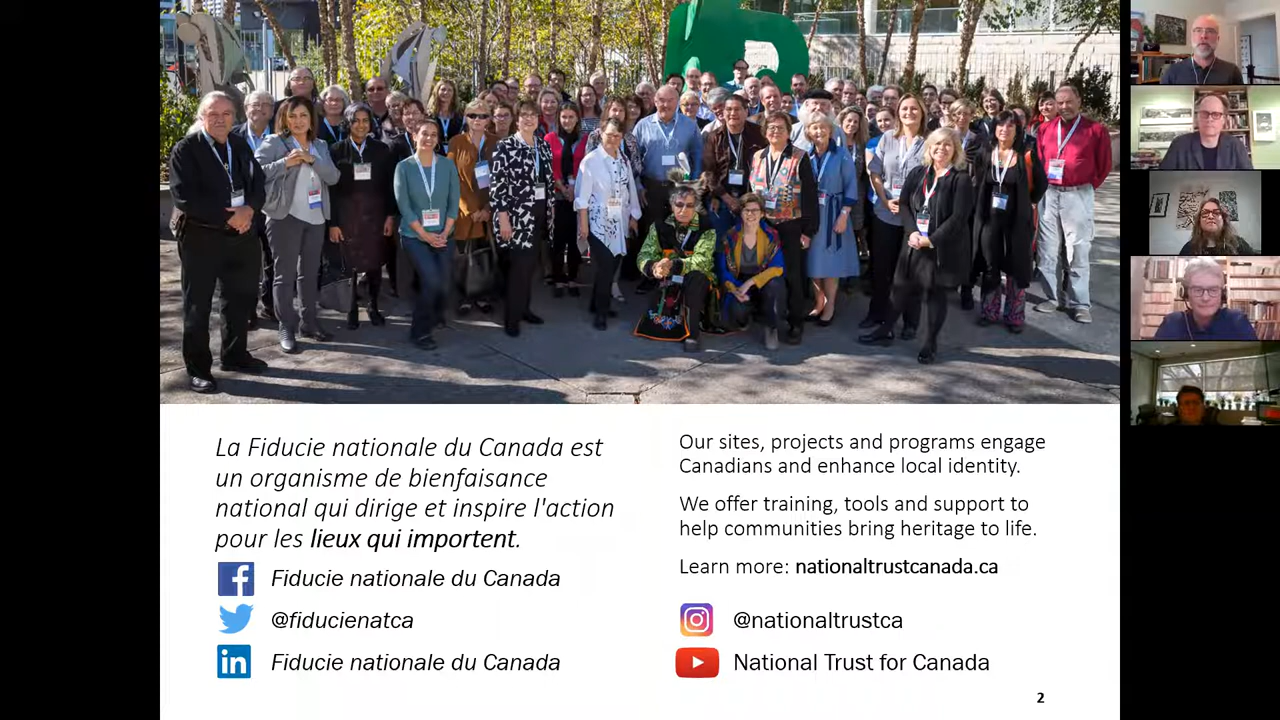 La Fiducie nationale du Canada est
un organisme de bienfaisance
national qui dirige et inspire l'action
pour les lieux qui importent.
Fiducie nationale du Canada
@fiducienatca
Fiducie nationale du Canada
Our sites, projects and programs engage
Canadians and enhance local identity.
We offer training, tools and support to
help communities bring heritage to life.
Learn more: nationaltrustcanada.ca
@nationaltrustca
National Trust for Canada
2